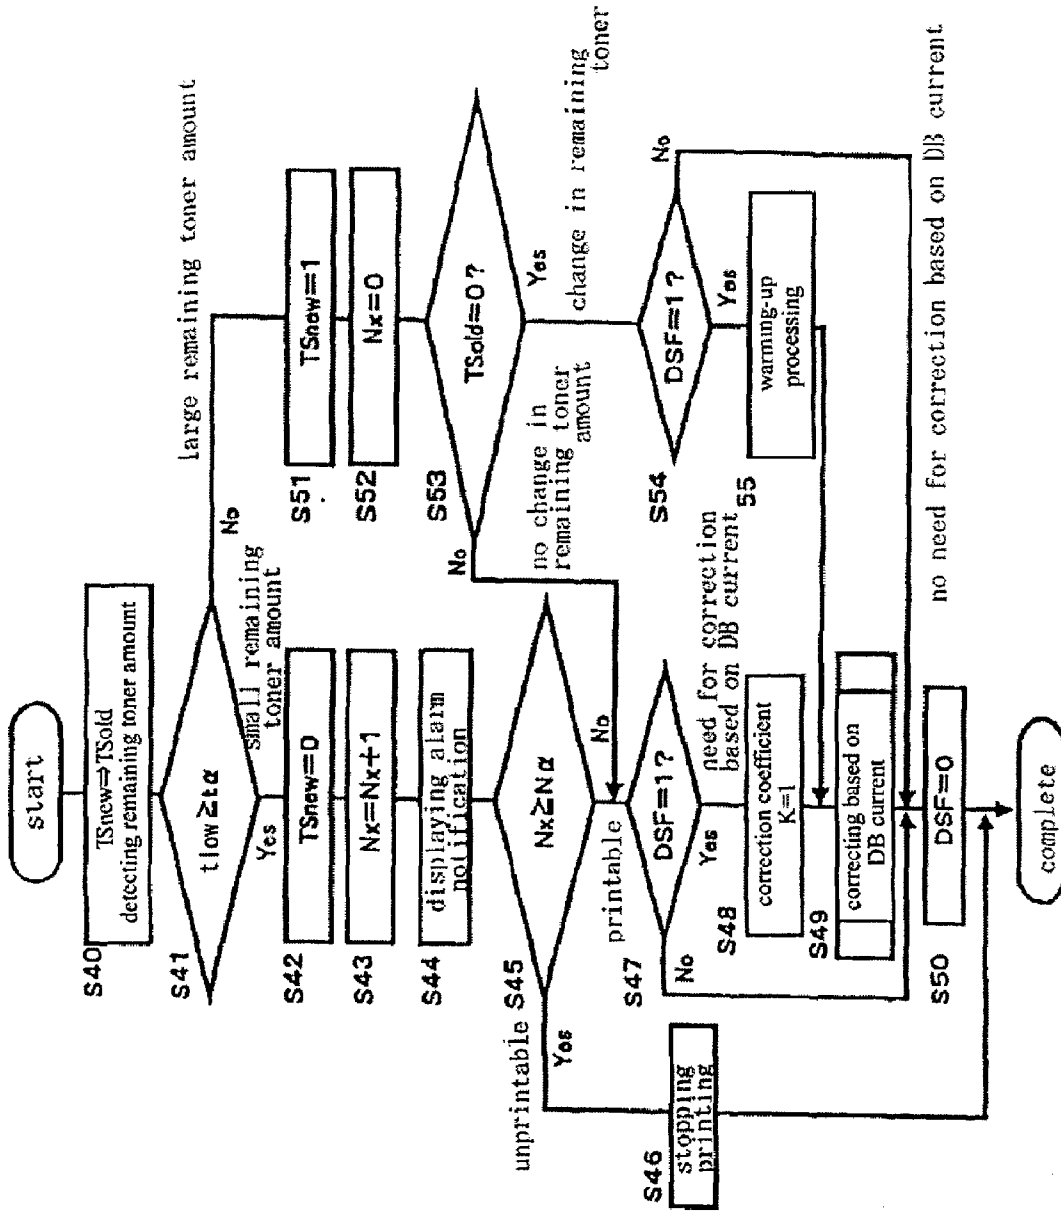 start
S40
TSnew⇒TSold
detecting remaining toner amount
S41
tlow≧tα
No
large remaining toner amount
Yes
small remaining
toner amount
S42
TSnew=0
S43
Nx=Nx+1
S44
displaying alarm
notification
unprintable
S45
Nx≧Nα
Yes
No
S46
stopping
printing
printable
S47
DSF=1?
No
Yes
need for correction
based on DB current
S48
correction coefficient
K=1
S49
correcting based on
DB current
S50
DSF=0
complete
S51
TSnew=1
S52
Nx=0
S53
TSold=0?
No
no change in
remaining toner
amount
Yes
change in remaining
toner
S54
DSF=1?
No
Yes
55
warming-up
processing
no need for correction based on DB current